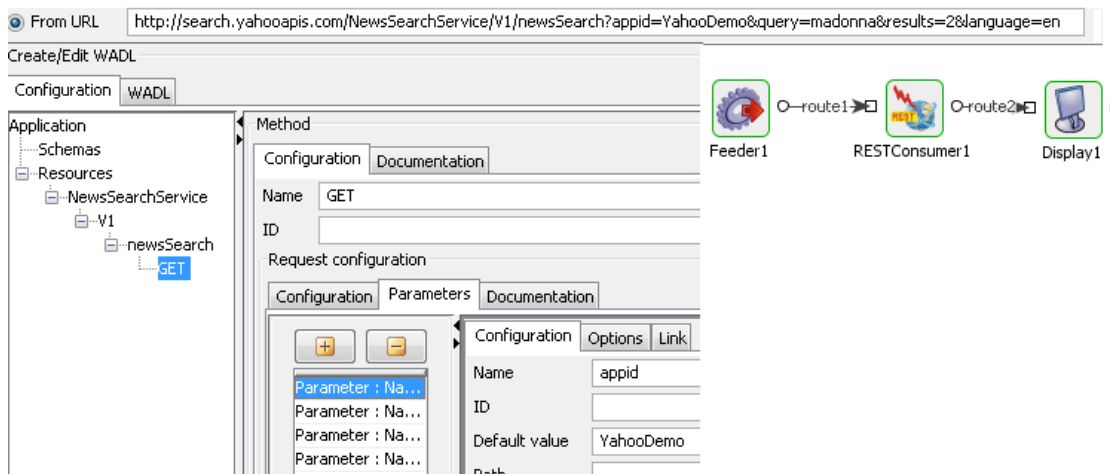 From URL http://search.yahooapis.com/NewsSearchService/V1/newsSearch?appid=YahooDemo&query=madonna&results=2&language=en
Create/Edit WADL
Configuration WADL
Application
Schemas
Resources
NewsSearchService
V1
newsSearch
GET
Method
Configuration Documentation
Name GET
ID
Request configuration
Configuration Parameters Documentation
Parameter : Na...
Parameter : Na...
Parameter : Na...
Parameter : Na...
Configuration Options Link
Name appid
ID
Default value YahooDemo
route1 REST route2
Feeder1 RESTConsumer1 Display1